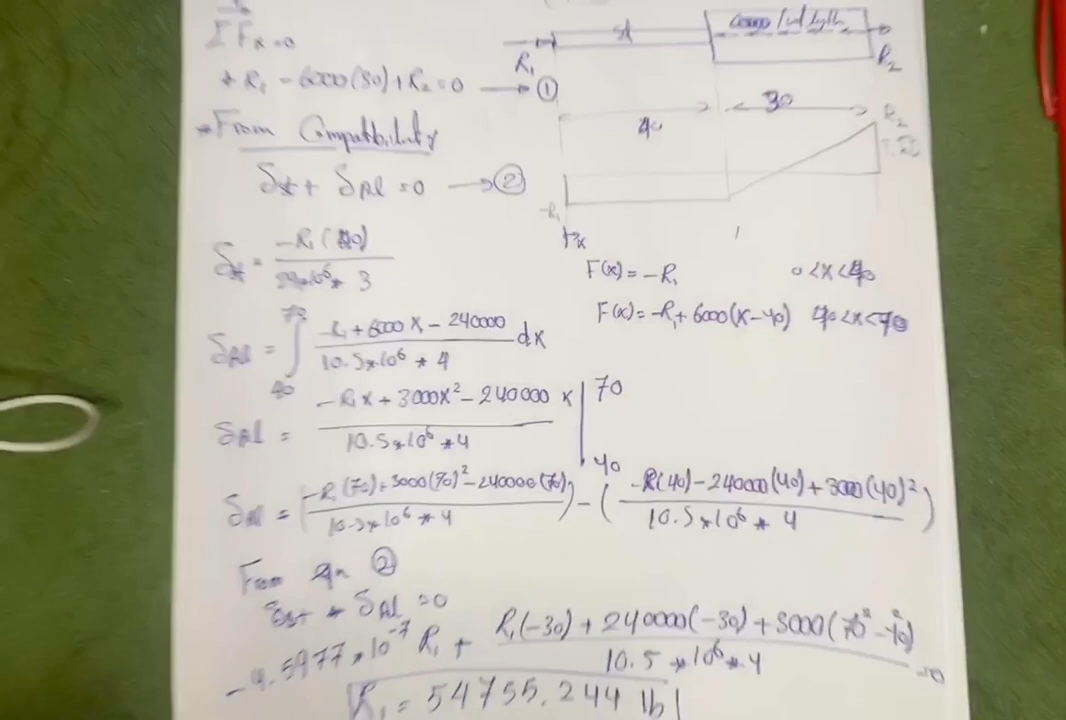 ΣFx=0
+R₁ - 6000(30)+R₂=0 → ①
*From Compatibility
δst + δAl =0 → ②
δst = -R₁(40) / 29*10⁶* 3
δAl = ∫ 70 40 -R₁+6000 x - 240000 / 10.5*10⁶ * 4 dx
δAl = -R₁x + 3000x² - 240000 x / 10.5*10⁶ *4 | 70 40
δAl = (-R₁(70)+3000(70)²-240000(70) / 10.5*10⁶ *4) - (-R(40)-240000(40)+3000(40)² / 10.5*10⁶ * 4)
From Qn ②
δst + δAl =0
-4.5977*10⁻⁷ R₁ + R₁(-30) + 240000(-30) + 3000(70²-40²) / 10.5 *10⁶ *4 =0
R₁ = 54755.244 lb
R₁
st
R₂
40
30
R₂
-R₁
x
F(x) = -R₁ 0<x<40
F(x) = -R₁+6000(x-40) 40<x<70